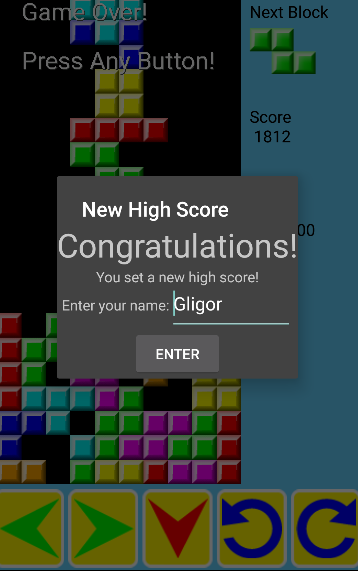 Game Over!
Next Block
Press Any Button!
Score
1812
New High Score
Congratulations!
00
You set a new high score!
Enter your name: Gligor
ENTER